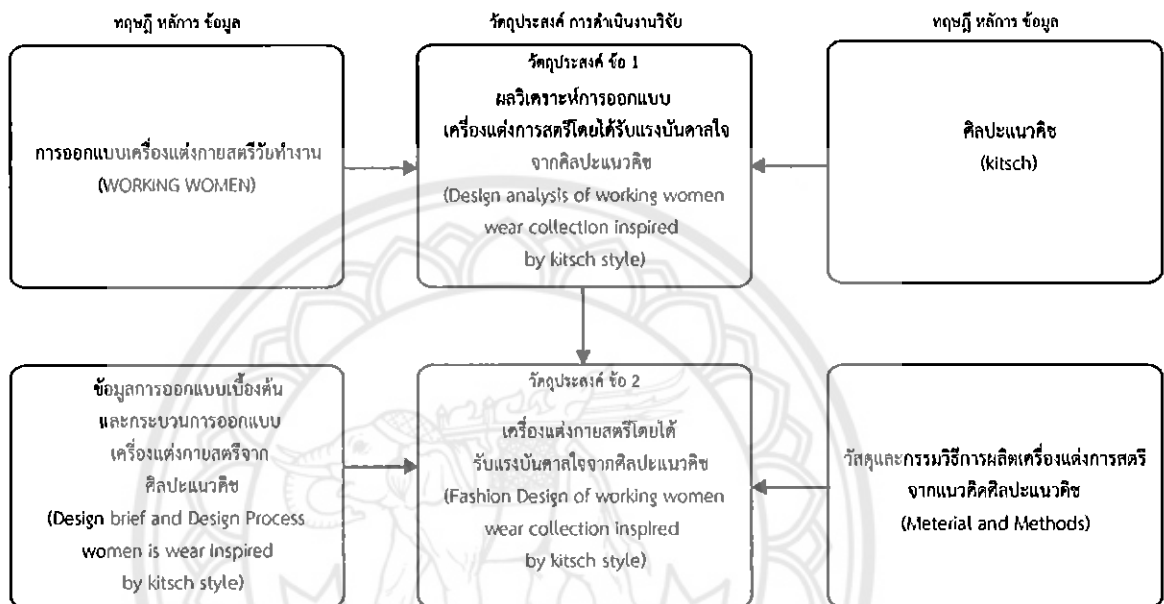 ทฤษฎี หลักการ ข้อมูล
วัตถุประสงค์ การดำเนินงานวิจัย
ทฤษฎี หลักการ ข้อมูล
การออกแบบเครื่องแต่งกายสตรีวัยทำงาน
(WORKING WOMEN)
วัตถุประสงค์ ข้อ 1
ผลวิเคราะห์การออกแบบ
เครื่องแต่งการสตรีโดยได้รับแรงบันดาลใจ
จากศิลปะแนวคิช
(Design analysis of working women
wear collection inspired
by kitsch style)
ศิลปะแนวคิช
(kitsch)
ข้อมูลการออกแบบเบื้องต้น
และกระบวนการออกแบบ
เครื่องแต่งกายสตรีจาก
ศิลปะแนวคิช
(Design brief and Design Process
women is wear Inspired
by kitsch style)
วัตถุประสงค์ ข้อ 2
เครื่องแต่งกายสตรีโดยได้
รับแรงบันดาลใจจากศิลปะแนวคิช
(Fashion Design of working women
wear collection inspired
by kitsch style)
วัสดุและกรรมวิธีการผลิตเครื่องแต่งการสตรี
จากแนวคิดศิลปะแนวคิช
(Meterial and Methods)